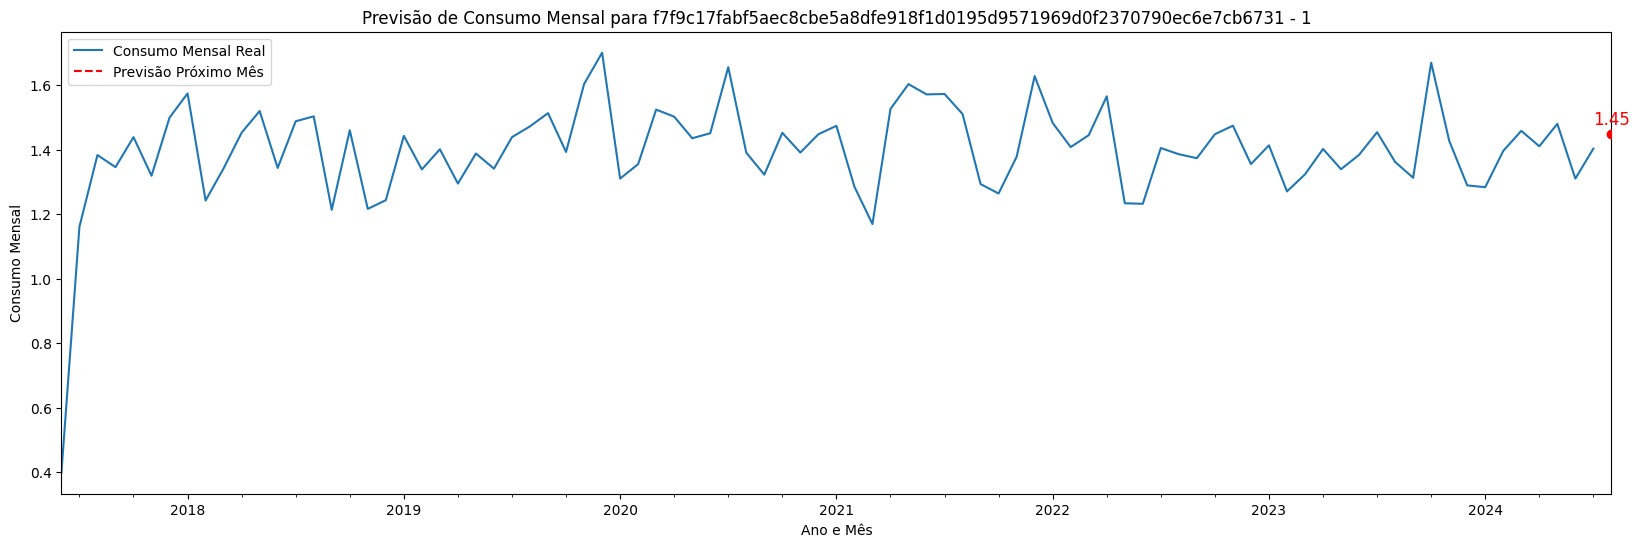 Previsão de Consumo Mensal para f7f9c17fabf5aec8cbe5a8dfe918f1d0195d9571969d0f2370790ec6e7cb6731 - 1
Consumo Mensal Real
Previsão Próximo Mês
1.6
1.4
1.2
1.0
0.8
0.6
0.4
Consumo Mensal
1.45
2018 2019 2020 2021 2022 2023 2024
Ano e Mês